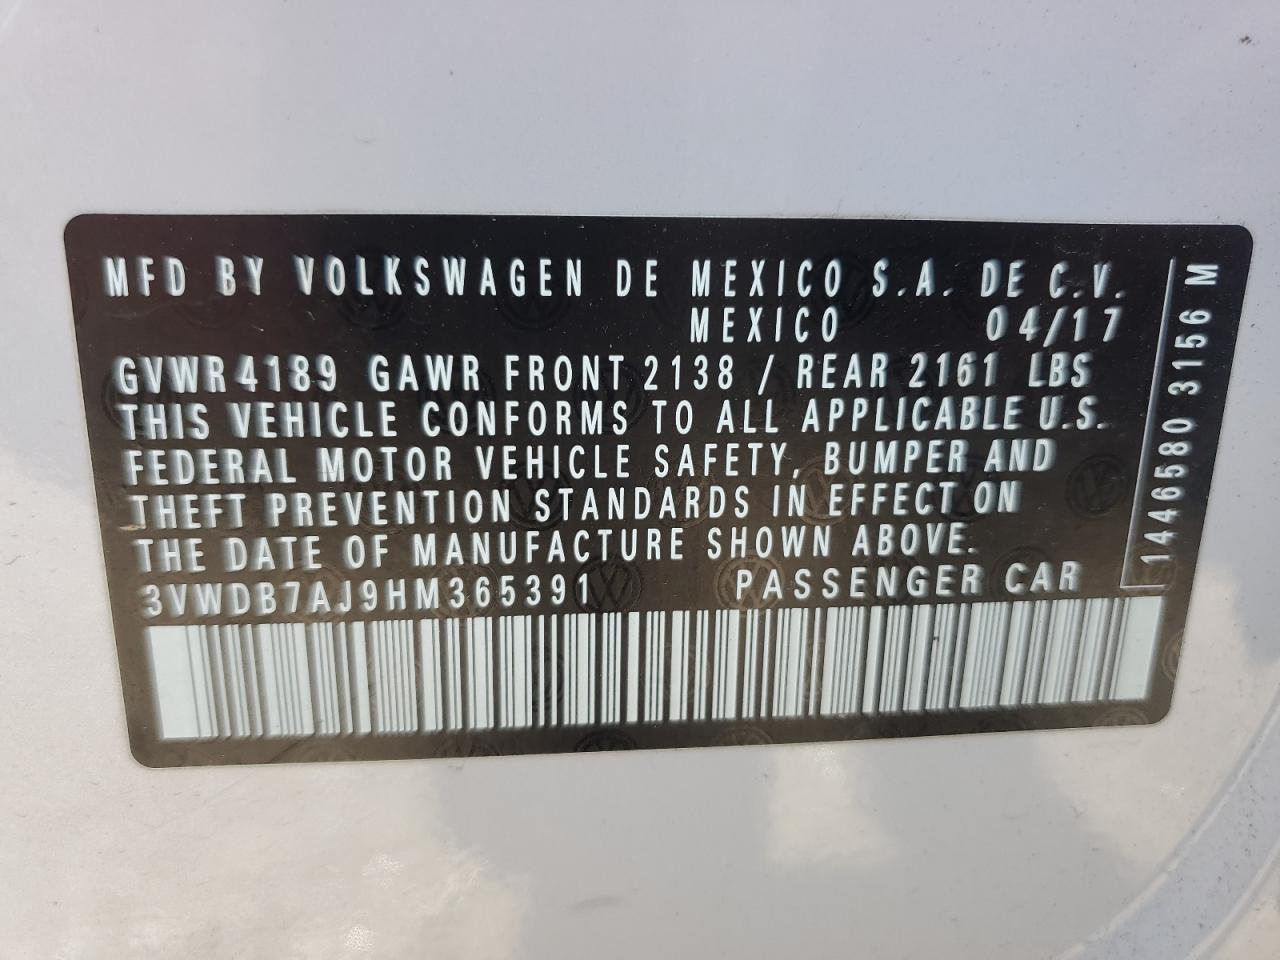 MFD BY VOLKSWAGEN DE MEXICO S.A. DE C.V.
MEXICO 04/17
GVWR 4189 GAWR FRONT 2138 / REAR 2161 LBS
THIS VEHICLE CONFORMS TO ALL APPLICABLE U.S.
FEDERAL MOTOR VEHICLE SAFETY, BUMPER AND
THEFT PREVENTION STANDARDS IN EFFECT ON
THE DATE OF MANUFACTURE SHOWN ABOVE.
3VWDB7AJ9HM365391 PASSENGER CAR
1446580 3156 M